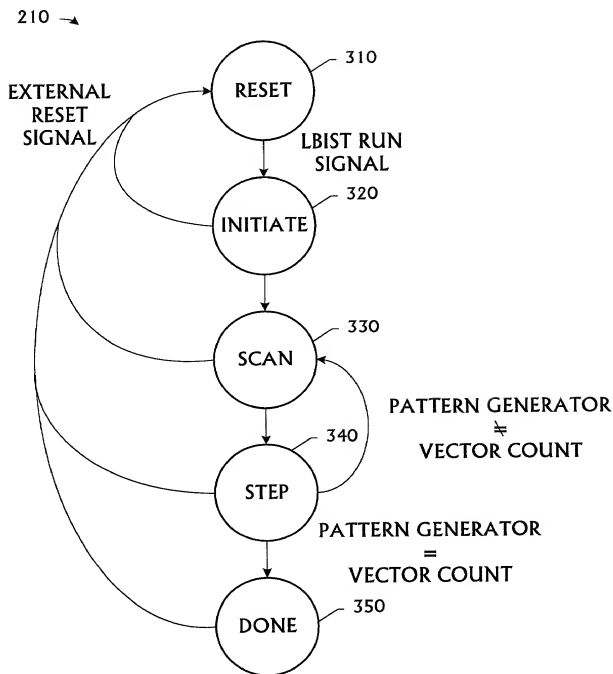 210
310
RESET
EXTERNAL
RESET
SIGNAL
LBIST RUN
SIGNAL
320
INITIATE
330
SCAN
PATTERN GENERATOR
≠
VECTOR COUNT
340
STEP
PATTERN GENERATOR
=
VECTOR COUNT
350
DONE